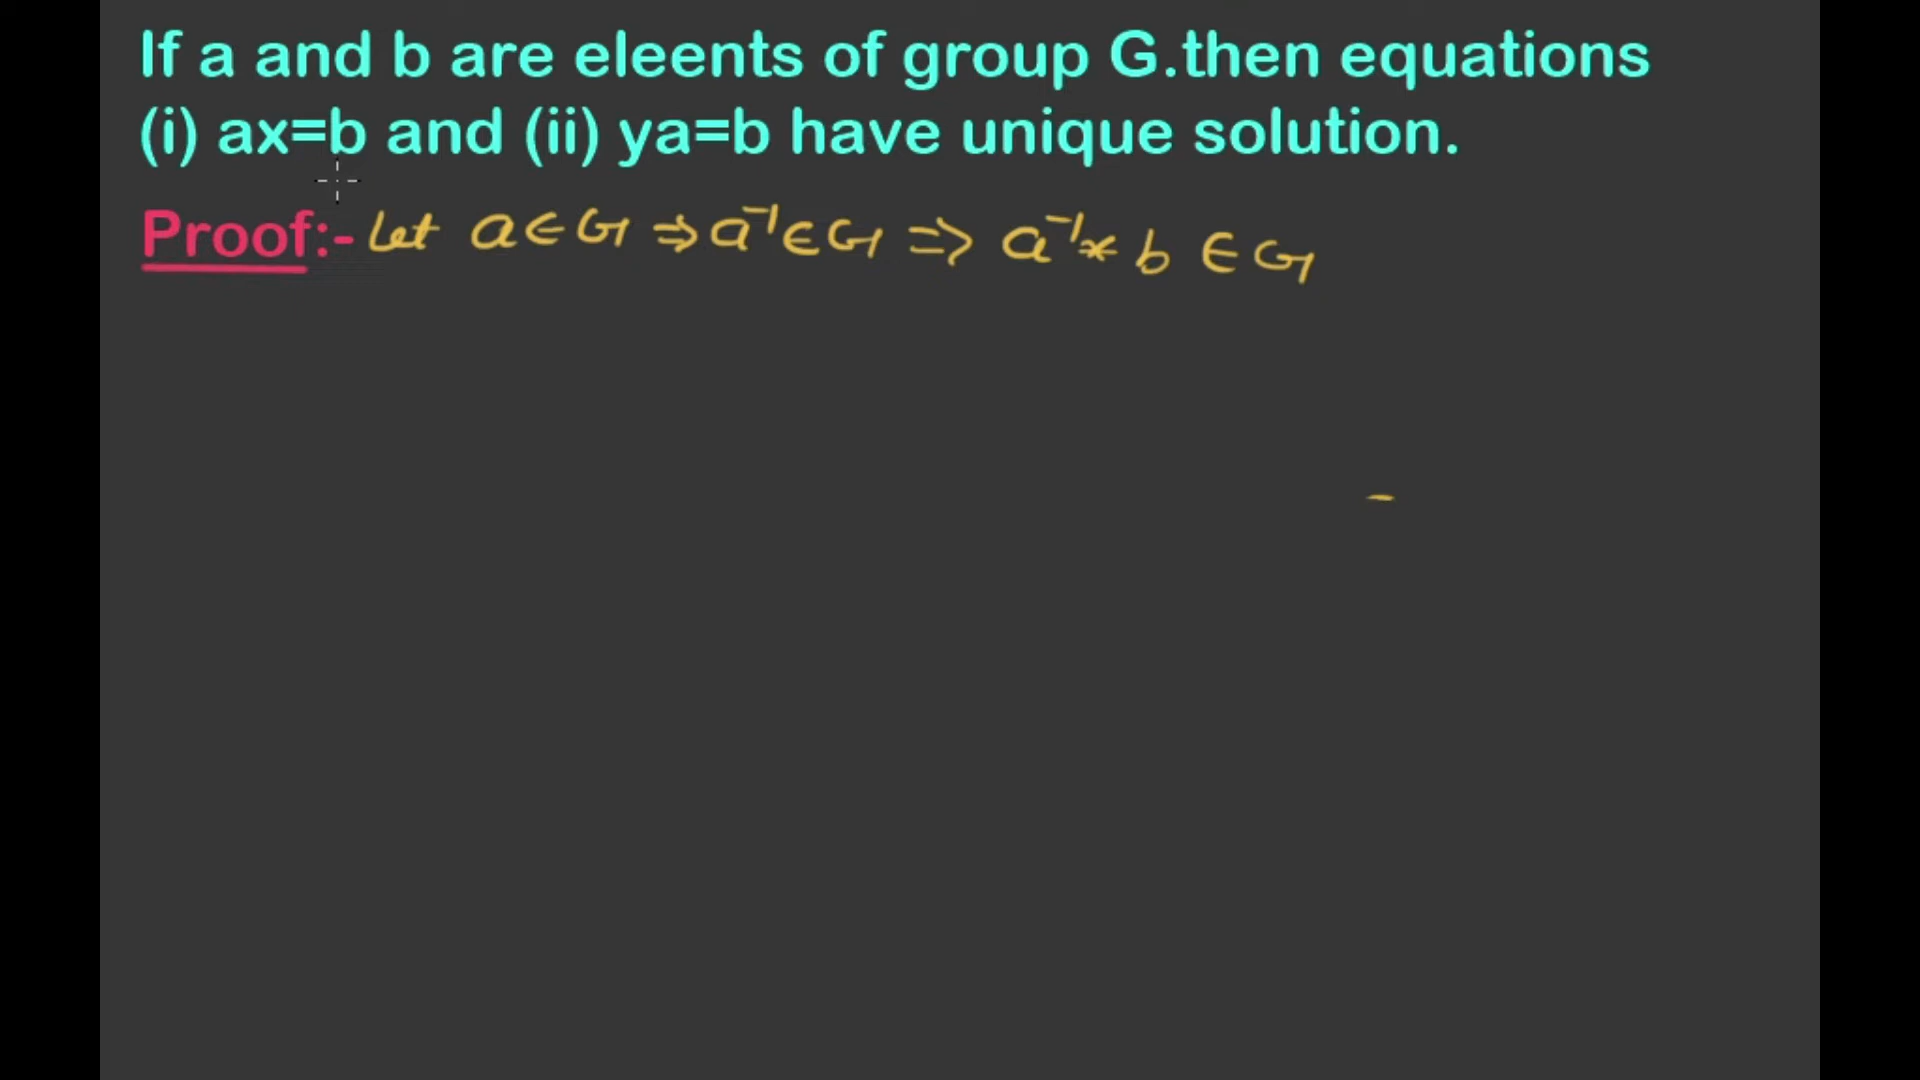 If a and b are eleents of group G.then equations
(i) ax=b and (ii) ya=b have unique solution.
Proof:- Let a∈G ⇒ a⁻¹∈G ⇒ a⁻¹* b ∈ G